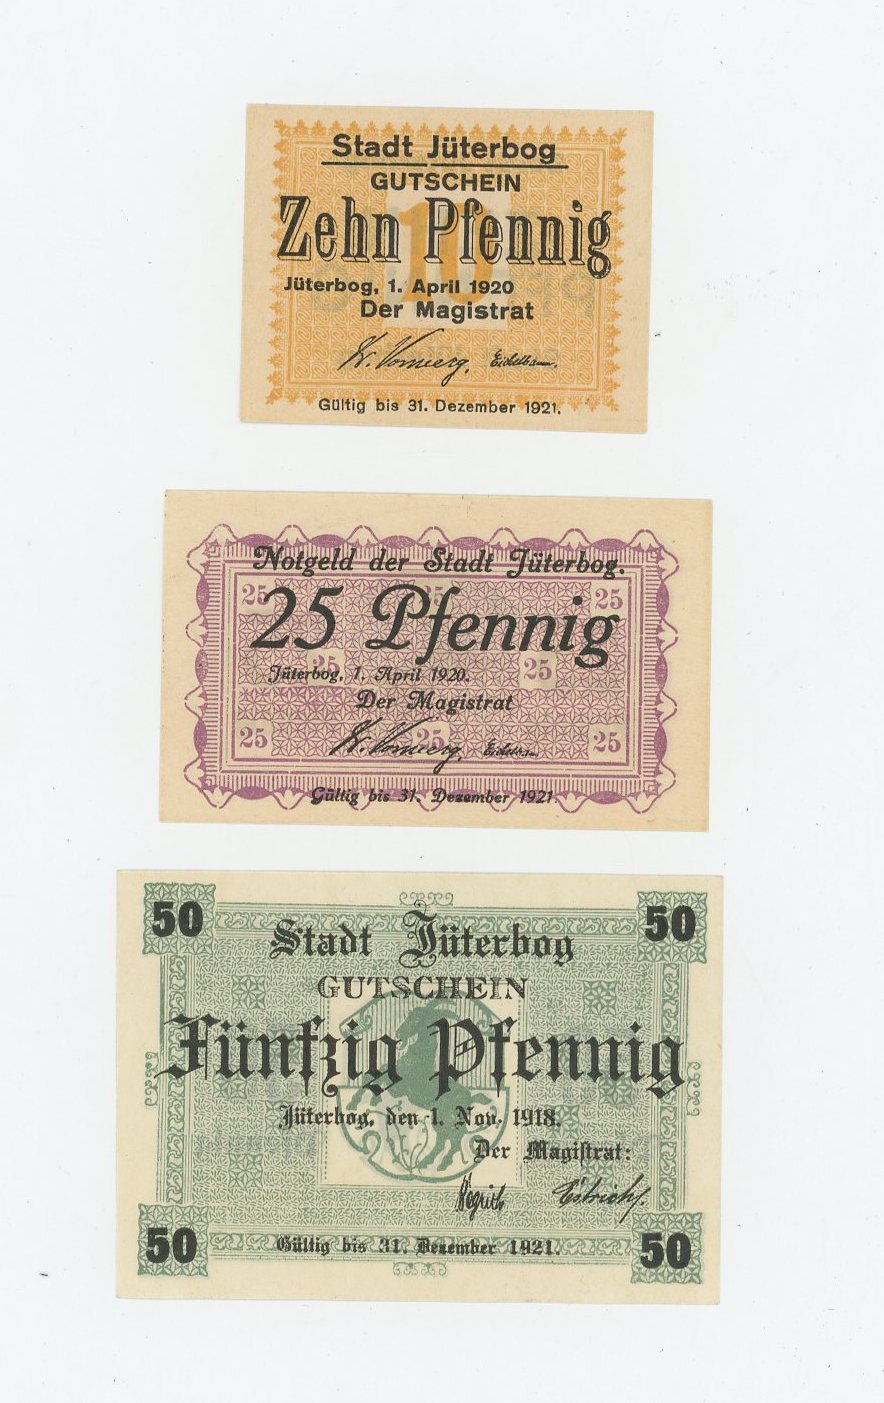 Stadt Jüterbog
GUTSCHEIN
10
Zehn Pfennig
Jüterbog, 1. April 1920
Der Magistrat
Gültig bis 31. Dezember 1921.
Notgeld der Stadt Jüterbog.
25 25 25
25 Pfennig
25 25
Jüterbog, 1. April 1920.
Der Magistrat
25 25 25
Gültig bis 31. Dezember 1921.
50 50
Stadt Jüterbog
GUTSCHEIN
Fünfzig Pfennig
Jüterbog, den 1. Nov. 1918.
Der Magiſtrat:
50 50
Gültig bis 31. Dezember 1921.